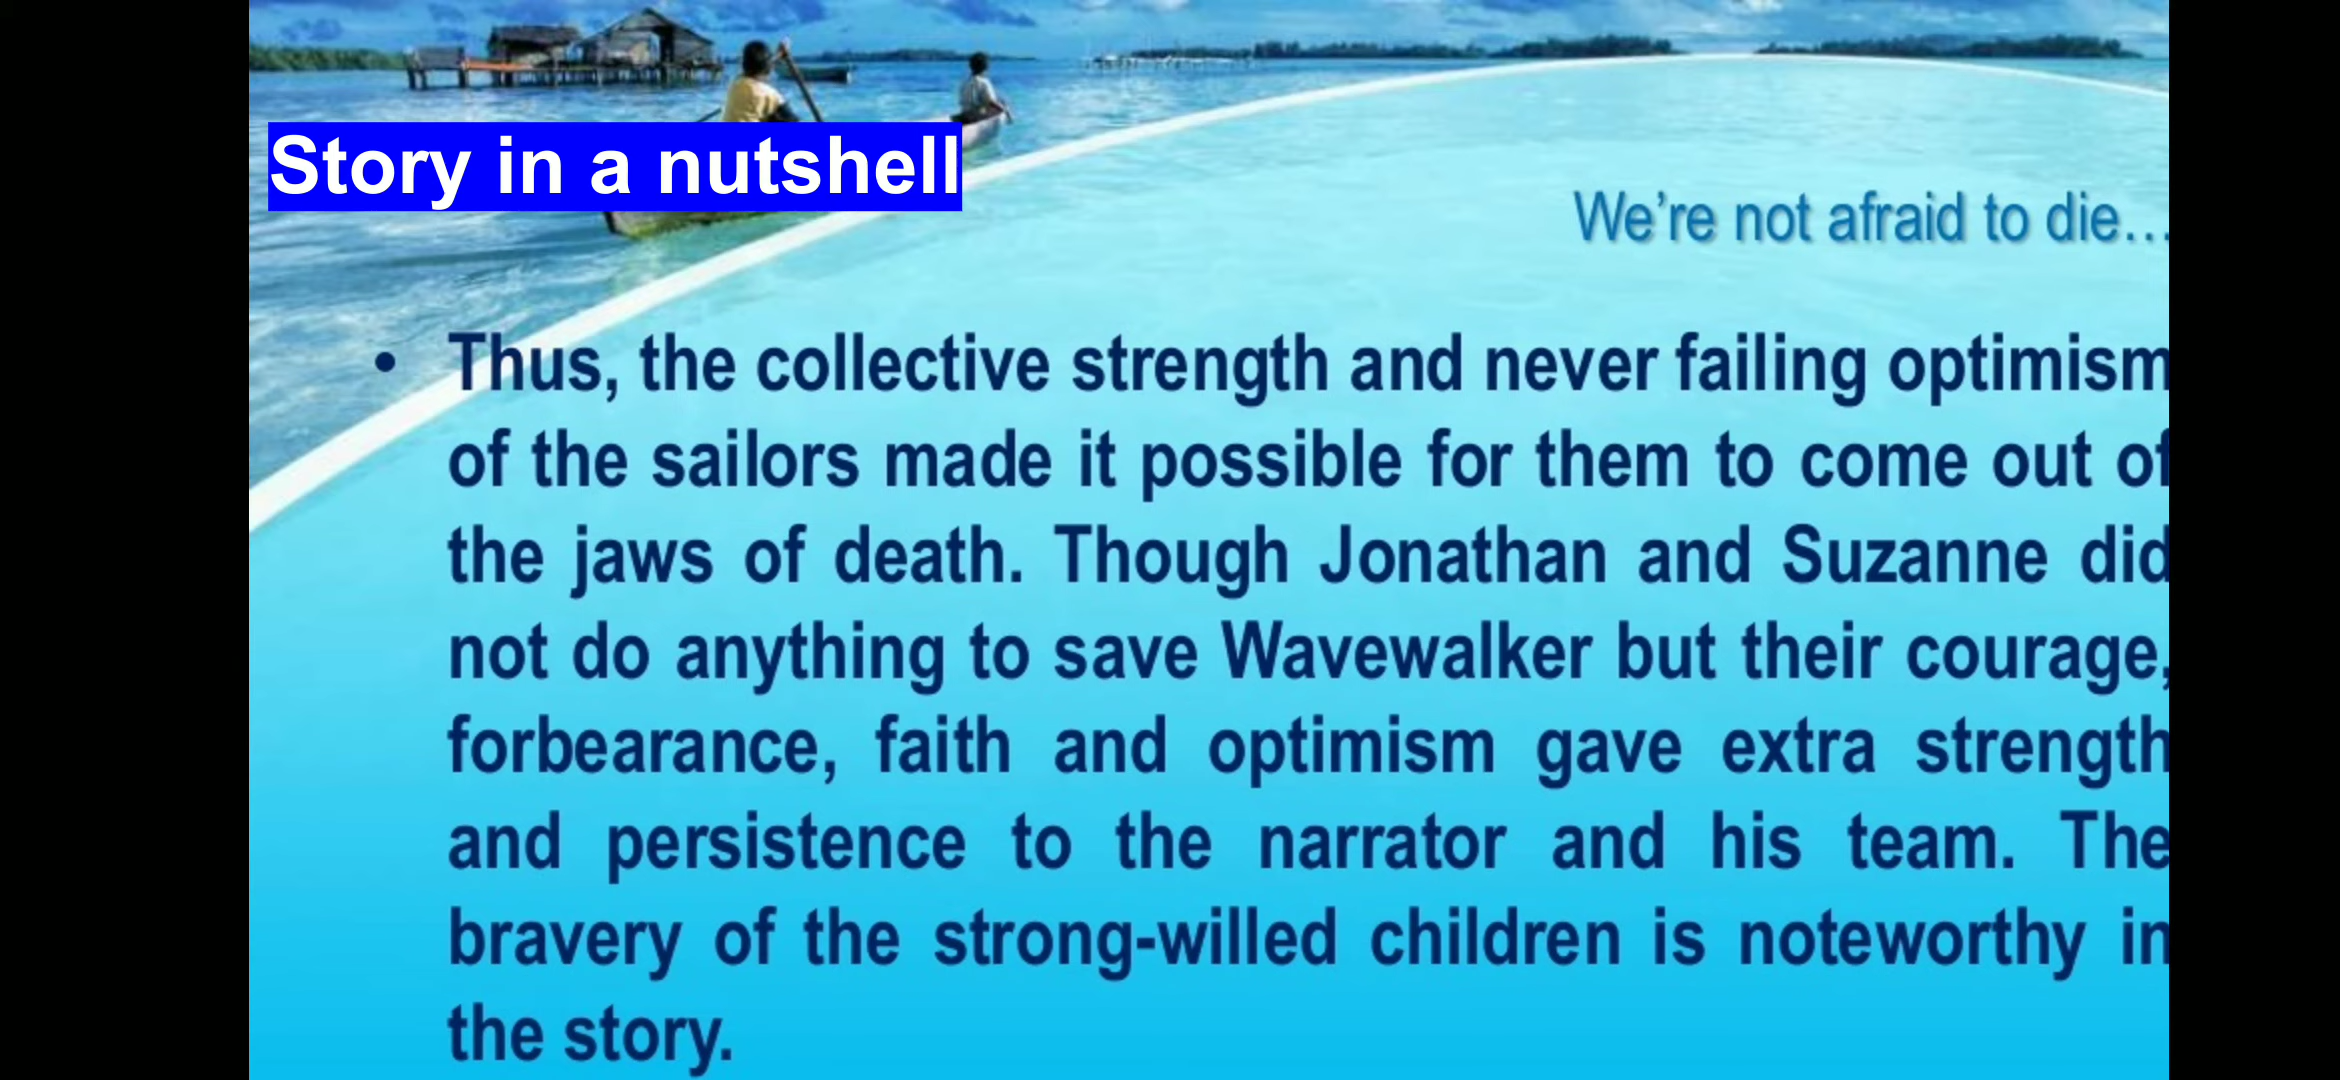 Story in a nutshell
We're not afraid to die...
• Thus, the collective strength and never failing optimism
of the sailors made it possible for them to come out of
the jaws of death. Though Jonathan and Suzanne did
not do anything to save Wavewalker but their courage,
forbearance, faith and optimism gave extra strength
and persistence to the narrator and his team. The
bravery of the strong-willed children is noteworthy in
the story.